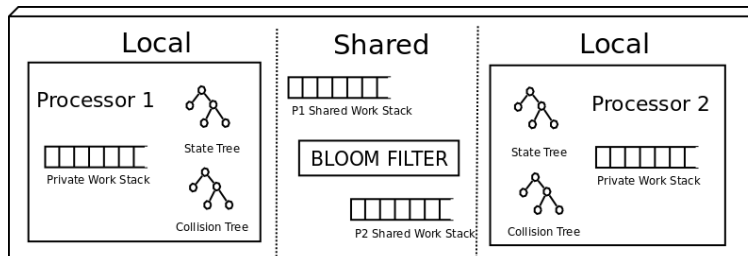 Local
Shared
Local
Processor 1
State Tree
Private Work Stack
Collision Tree
P1 Shared Work Stack
BLOOM FILTER
P2 Shared Work Stack
Processor 2
State Tree
Private Work Stack
Collision Tree